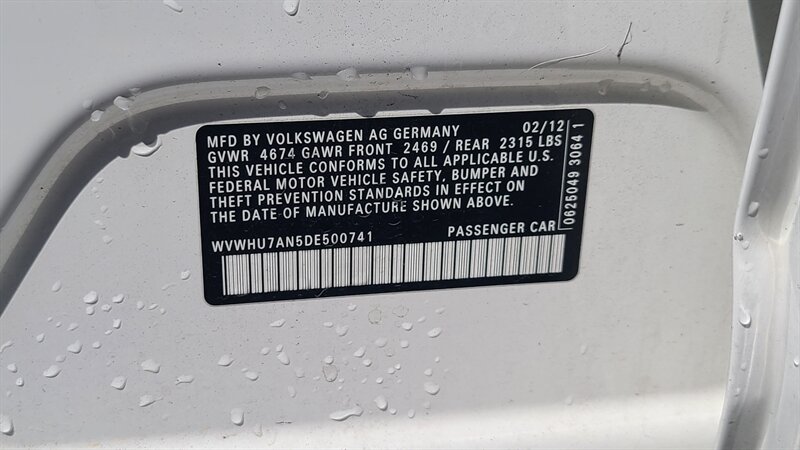 MFD BY VOLKSWAGEN AG GERMANY 02/12
GVWR 4674 GAWR FRONT 2469 / REAR 2315 LBS
THIS VEHICLE CONFORMS TO ALL APPLICABLE U.S.
FEDERAL MOTOR VEHICLE SAFETY, BUMPER AND
THEFT PREVENTION STANDARDS IN EFFECT ON
THE DATE OF MANUFACTURE SHOWN ABOVE.
WVWHU7AN5DE500741 PASSENGER CAR
0625049 3064 1